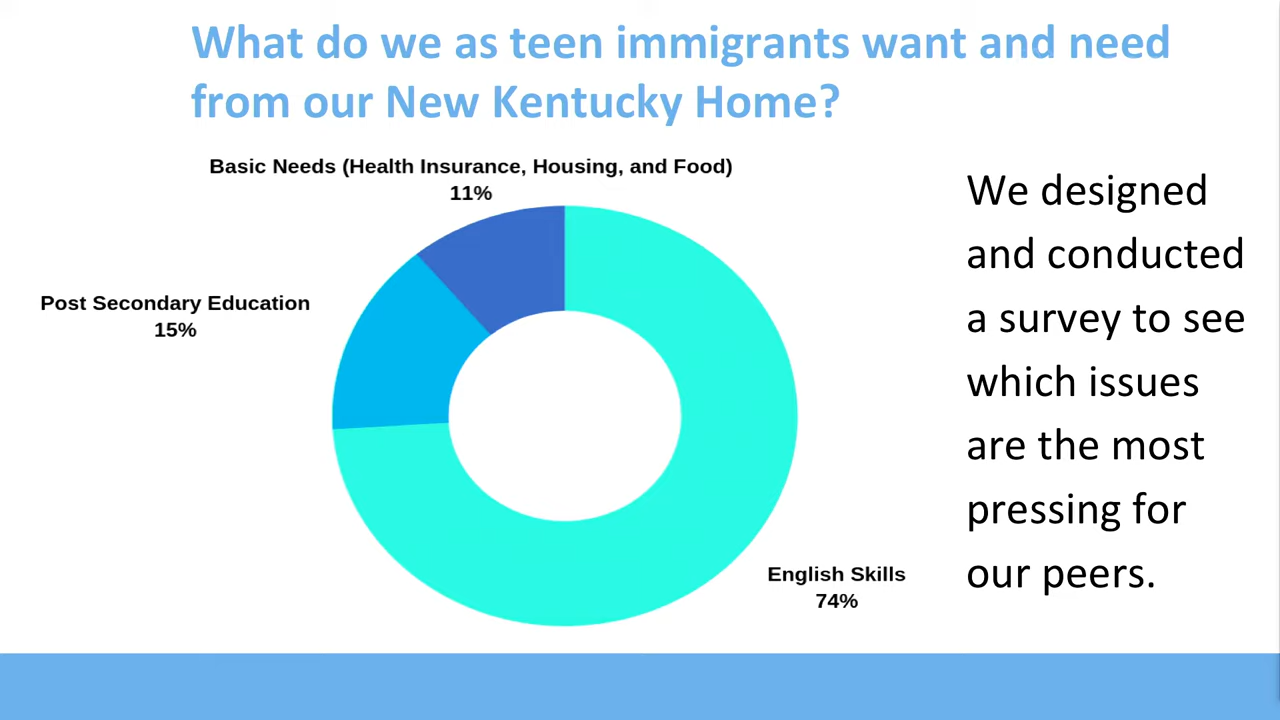 What do we as teen immigrants want and need
from our New Kentucky Home?
Basic Needs (Health Insurance, Housing, and Food)
11%
Post Secondary Education
15%
English Skills
74%
We designed
and conducted
a survey to see
which issues
are the most
pressing for
our peers.